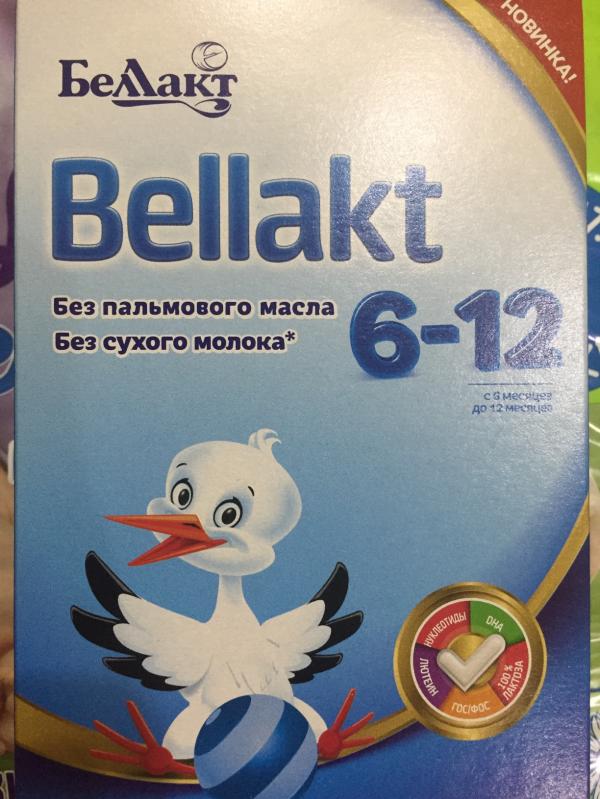 НОВИНКА!
Беллакт
Bellakt
Без пальмового масла
Без сухого молока*
6-12
с 6 месяцев
до 12 месяцев
НУКЛЕОТИДЫ
DHA
100%
ЛАКТОЗА
ГОС/ФОС
ЛЮТЕИН